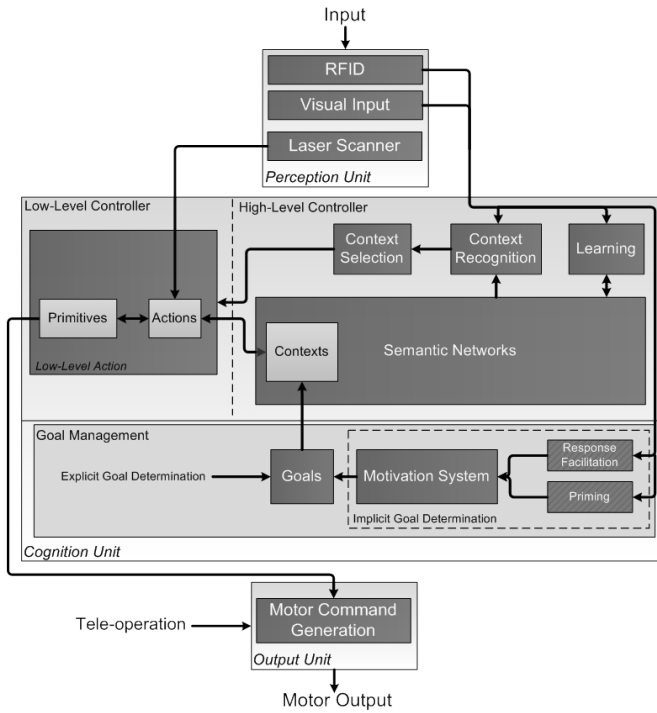 Input
RFID
Visual Input
Laser Scanner
Perception Unit
Low-Level Controller
High-Level Controller
Context
Selection
Context
Recognition
Learning
Primitives
Actions
Low-Level Action
Contexts
Semantic Networks
Goal Management
Explicit Goal Determination
Goals
Motivation System
Response
Facilitation
Priming
Implicit Goal Determination
Cognition Unit
Tele-operation
Motor Command
Generation
Output Unit
Motor Output